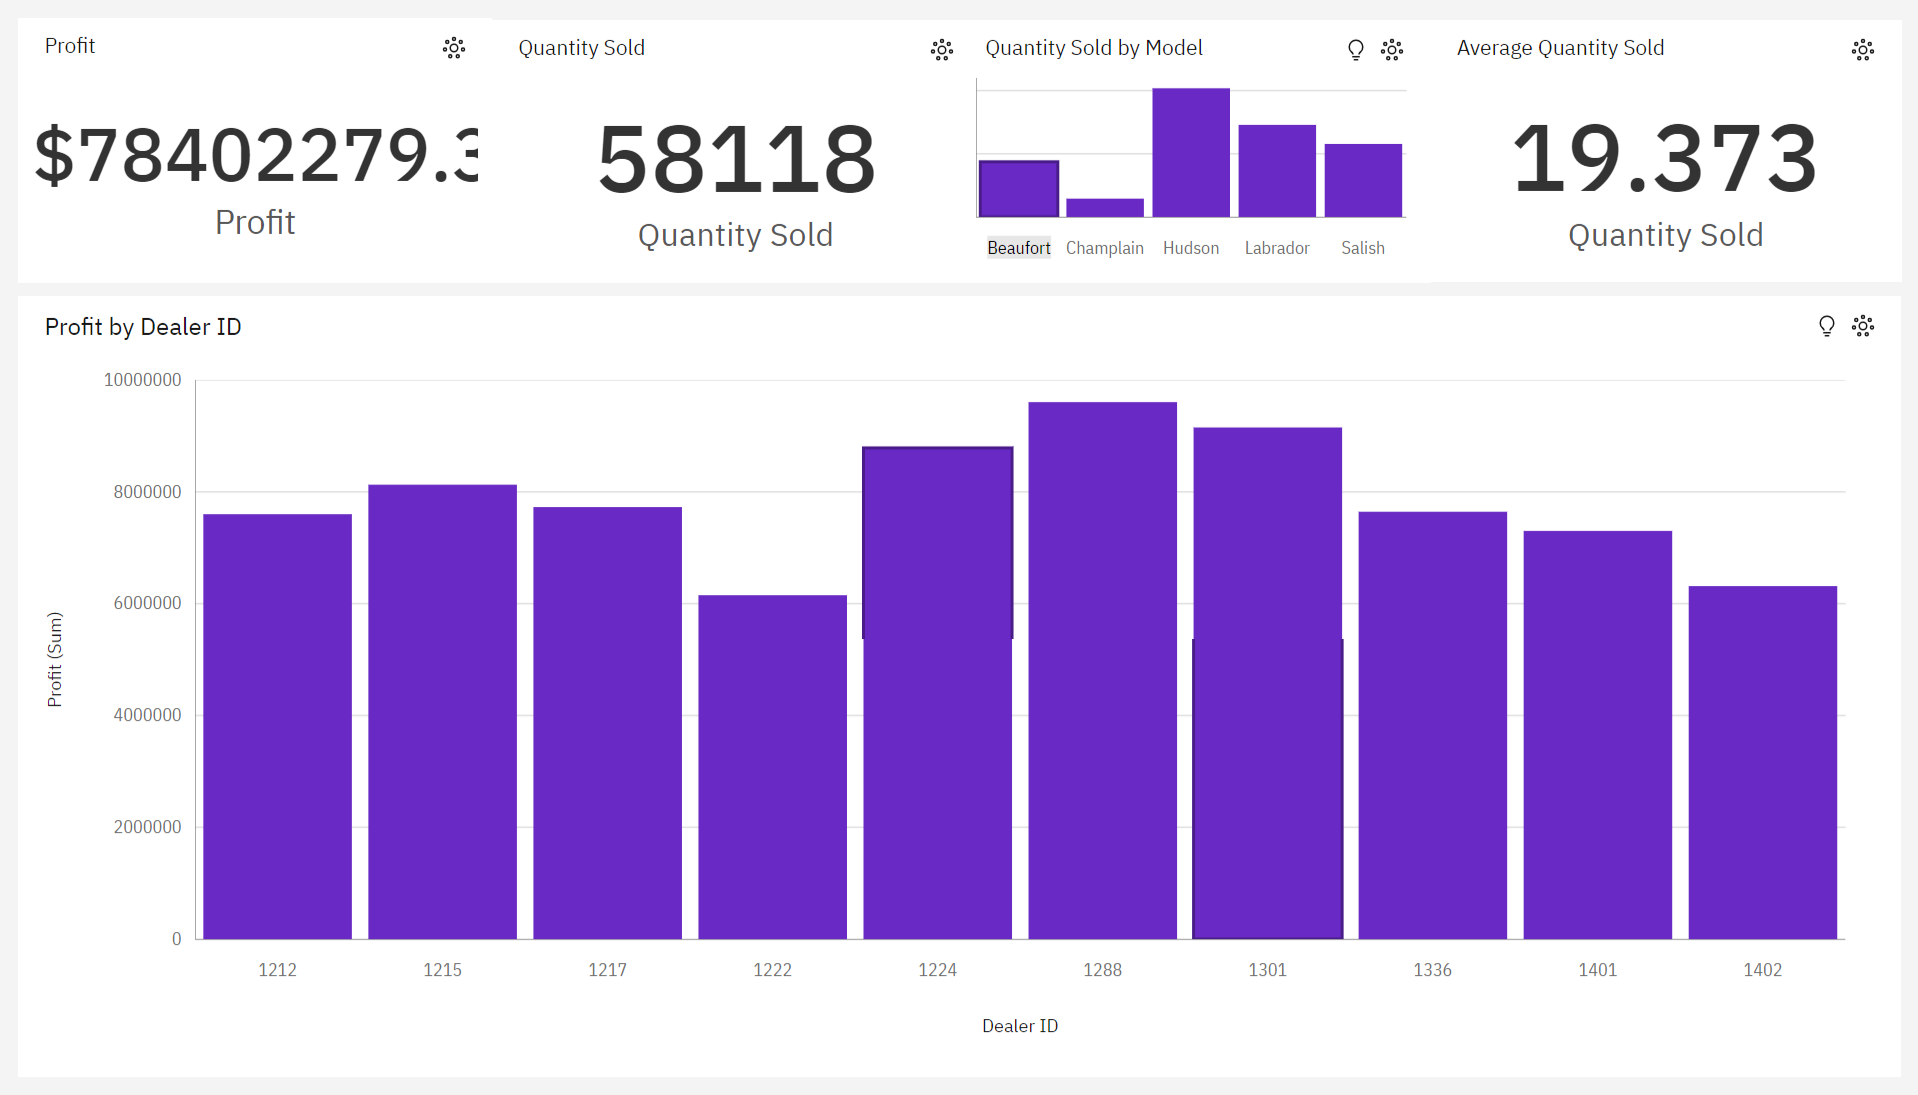 Profit
$78402279.3
Profit
Quantity Sold
58118
Quantity Sold
Quantity Sold by Model
Beaufort Champlain Hudson Labrador Salish
Average Quantity Sold
19.373
Quantity Sold
Profit by Dealer ID
10000000
8000000
6000000
4000000
2000000
0
Profit (Sum)
1212 1215 1217 1222 1224 1288 1301 1336 1401 1402
Dealer ID